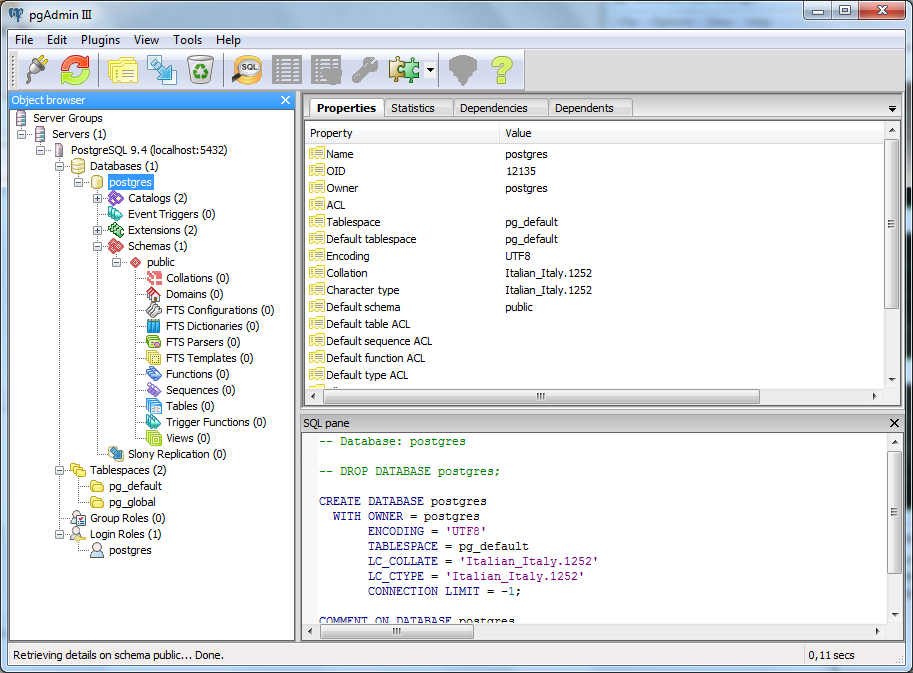 pgAdmin III
File Edit Plugins View Tools Help
SQL
Object browser
Server Groups
Servers (1)
PostgreSQL 9.4 (localhost:5432)
Databases (1)
postgres
Catalogs (2)
Event Triggers (0)
Extensions (2)
Schemas (1)
public
Collations (0)
Domains (0)
FTS Configurations (0)
FTS Dictionaries (0)
FTS Parsers (0)
FTS Templates (0)
Functions (0)
Sequences (0)
Tables (0)
Trigger Functions (0)
Views (0)
Slony Replication (0)
Tablespaces (2)
pg_default
pg_global
Group Roles (0)
Login Roles (1)
postgres
Properties Statistics Dependencies Dependents
Property Value
Name postgres
OID 12135
Owner postgres
ACL
Tablespace pg_default
Default tablespace pg_default
Encoding UTF8
Collation Italian_Italy.1252
Character type Italian_Italy.1252
Default schema public
Default table ACL
Default sequence ACL
Default function ACL
Default type ACL
SQL pane
-- Database: postgres
-- DROP DATABASE postgres;
CREATE DATABASE postgres
WITH OWNER = postgres
ENCODING = 'UTF8'
TABLESPACE = pg_default
LC_COLLATE = 'Italian_Italy.1252'
LC_CTYPE = 'Italian_Italy.1252'
CONNECTION LIMIT = -1;
COMMENT ON DATABASE postgres
Retrieving details on schema public... Done.
0,11 secs